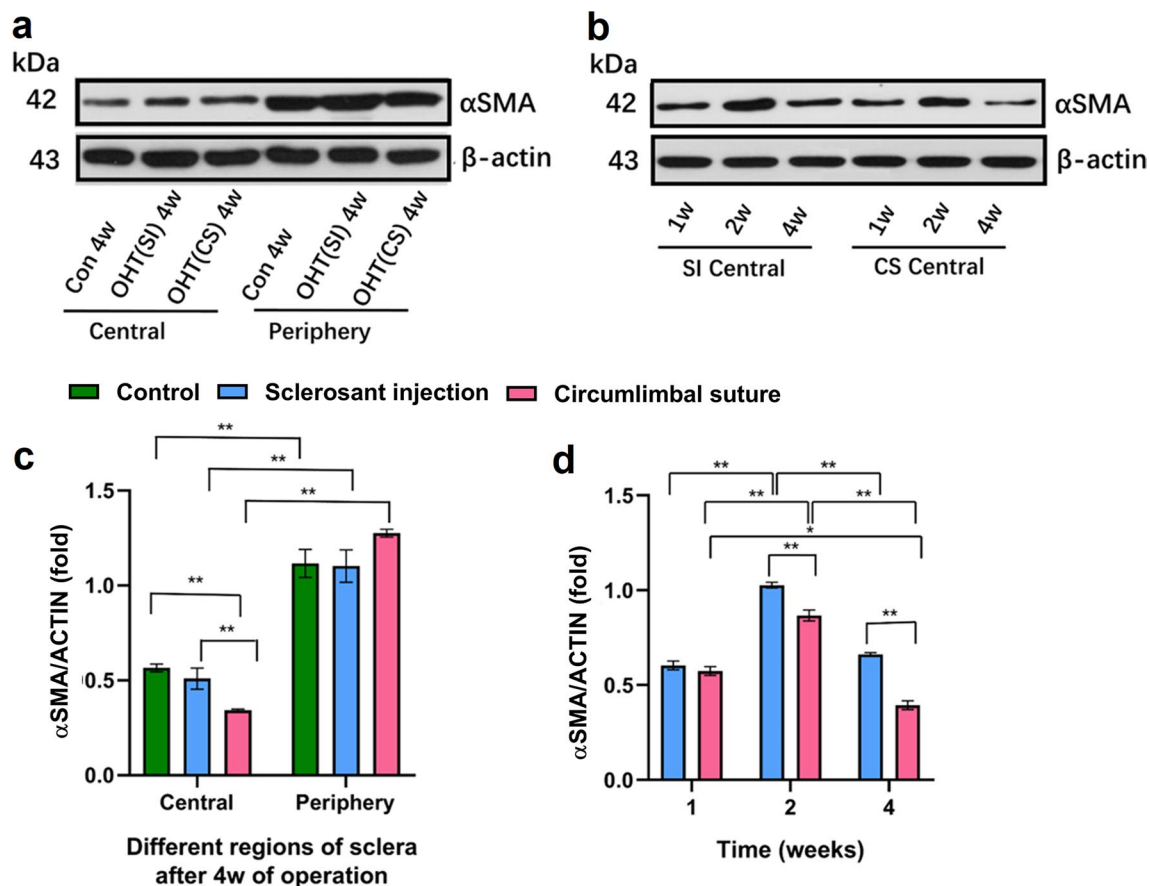 a
kDa
42
αSMA
43
β-actin
Con 4w
OHT(SI) 4w
OHT(CS) 4w
Con 4w
OHT(SI) 4w
OHT(CS) 4w
Central
Periphery
b
kDa
42
αSMA
43
β-actin
1w
2w
4w
1w
2w
4w
SI Central
CS Central
Control
Sclerosant injection
Circumlimbal suture
c
**
**
**
**
**
αSMA/ACTIN (fold)
1.5
1.0
0.5
0.0
Central
Periphery
Different regions of sclera
after 4w of operation
d
**
**
**
**
*
**
**
αSMA/ACTIN (fold)
1.5
1.0
0.5
0.0
1
2
4
Time (weeks)